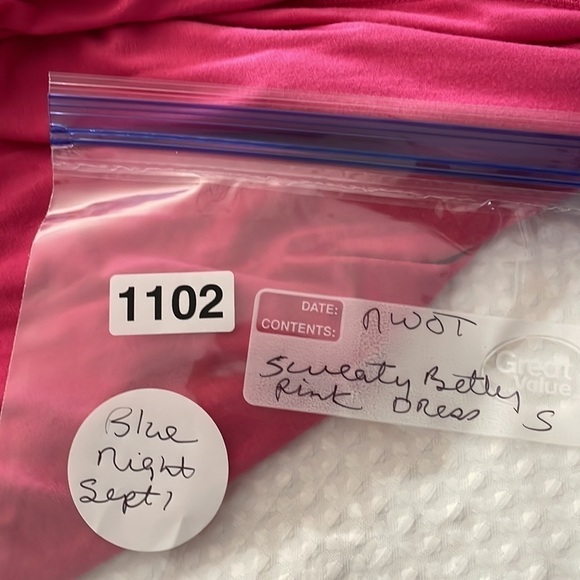 1102
DATE: NWOT
CONTENTS:
Great Value
Sweaty Betty
Pink Dress S
Blue
Night
Sept 1